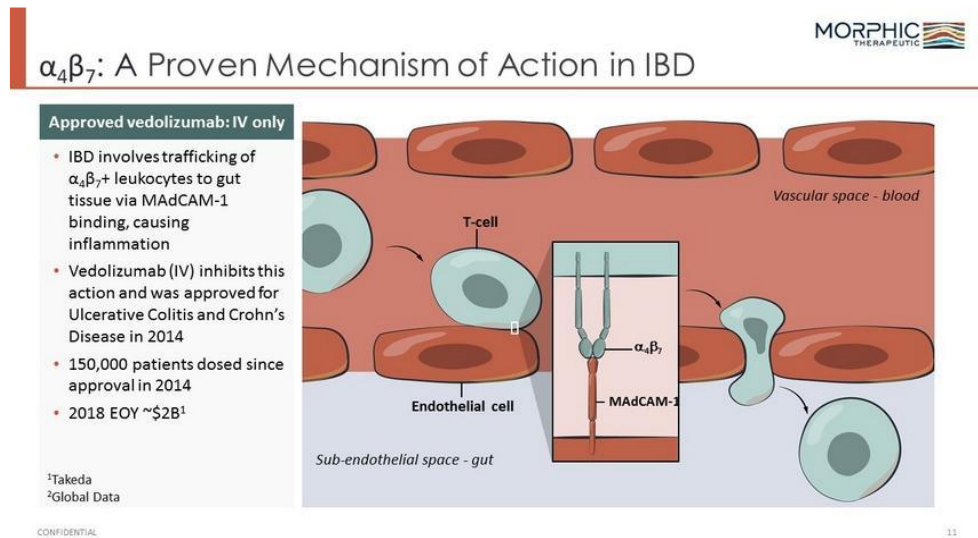 MORPHIC
THERAPEUTIC
α₄β₇: A Proven Mechanism of Action in IBD
Approved vedolizumab: IV only
• IBD involves trafficking of
α₄β₇+ leukocytes to gut
tissue via MAdCAM-1
binding, causing
inflammation
• Vedolizumab (IV) inhibits this
action and was approved for
Ulcerative Colitis and Crohn's
Disease in 2014
• 150,000 patients dosed since
approval in 2014
• 2018 EOY ~$2B¹
¹Takeda
²Global Data
Vascular space - blood
T-cell
α₄β₇
MAdCAM-1
Endothelial cell
Sub-endothelial space - gut
CONFIDENTIAL
11